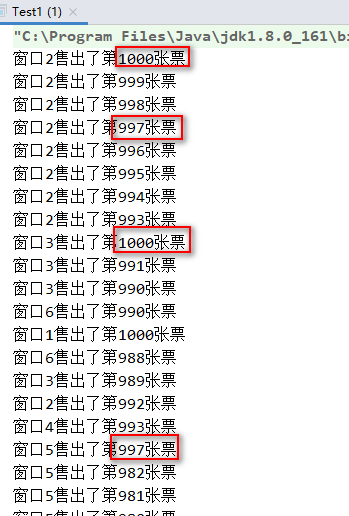 Test1 (1)
"C:\Program Files\Java\jdk1.8.0_161\bi
窗口2售出了第1000张票
窗口2售出了第999张票
窗口2售出了第998张票
窗口2售出了第997张票
窗口2售出了第996张票
窗口2售出了第995张票
窗口2售出了第994张票
窗口2售出了第993张票
窗口3售出了第1000张票
窗口3售出了第991张票
窗口3售出了第990张票
窗口6售出了第990张票
窗口1售出了第1000张票
窗口6售出了第988张票
窗口3售出了第989张票
窗口2售出了第992张票
窗口4售出了第993张票
窗口5售出了第997张票
窗口5售出了第982张票
窗口5售出了第981张票